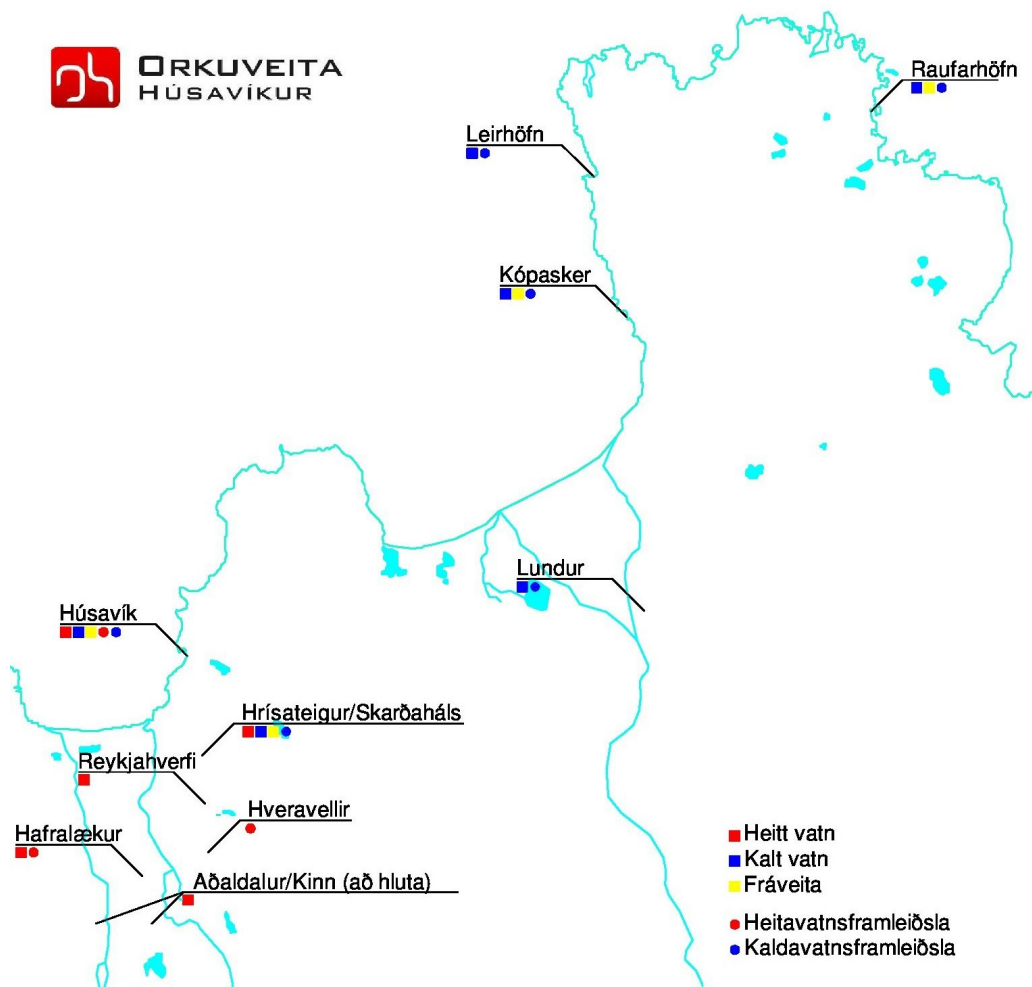 ORKUVEITA
HÚSAVÍKUR
Raufarhöfn
Leirhöfn
Kópasker
Lundur
Húsavík
Hrísateigur/Skarðaháls
Reykjahverfi
Hveravellir
Hafralækur
Aðaldalur/Kinn (að hluta)
Heitt vatn
Kalt vatn
Fráveita
Heitavatnsframleiðsla
Kaldavatnsframleiðsla